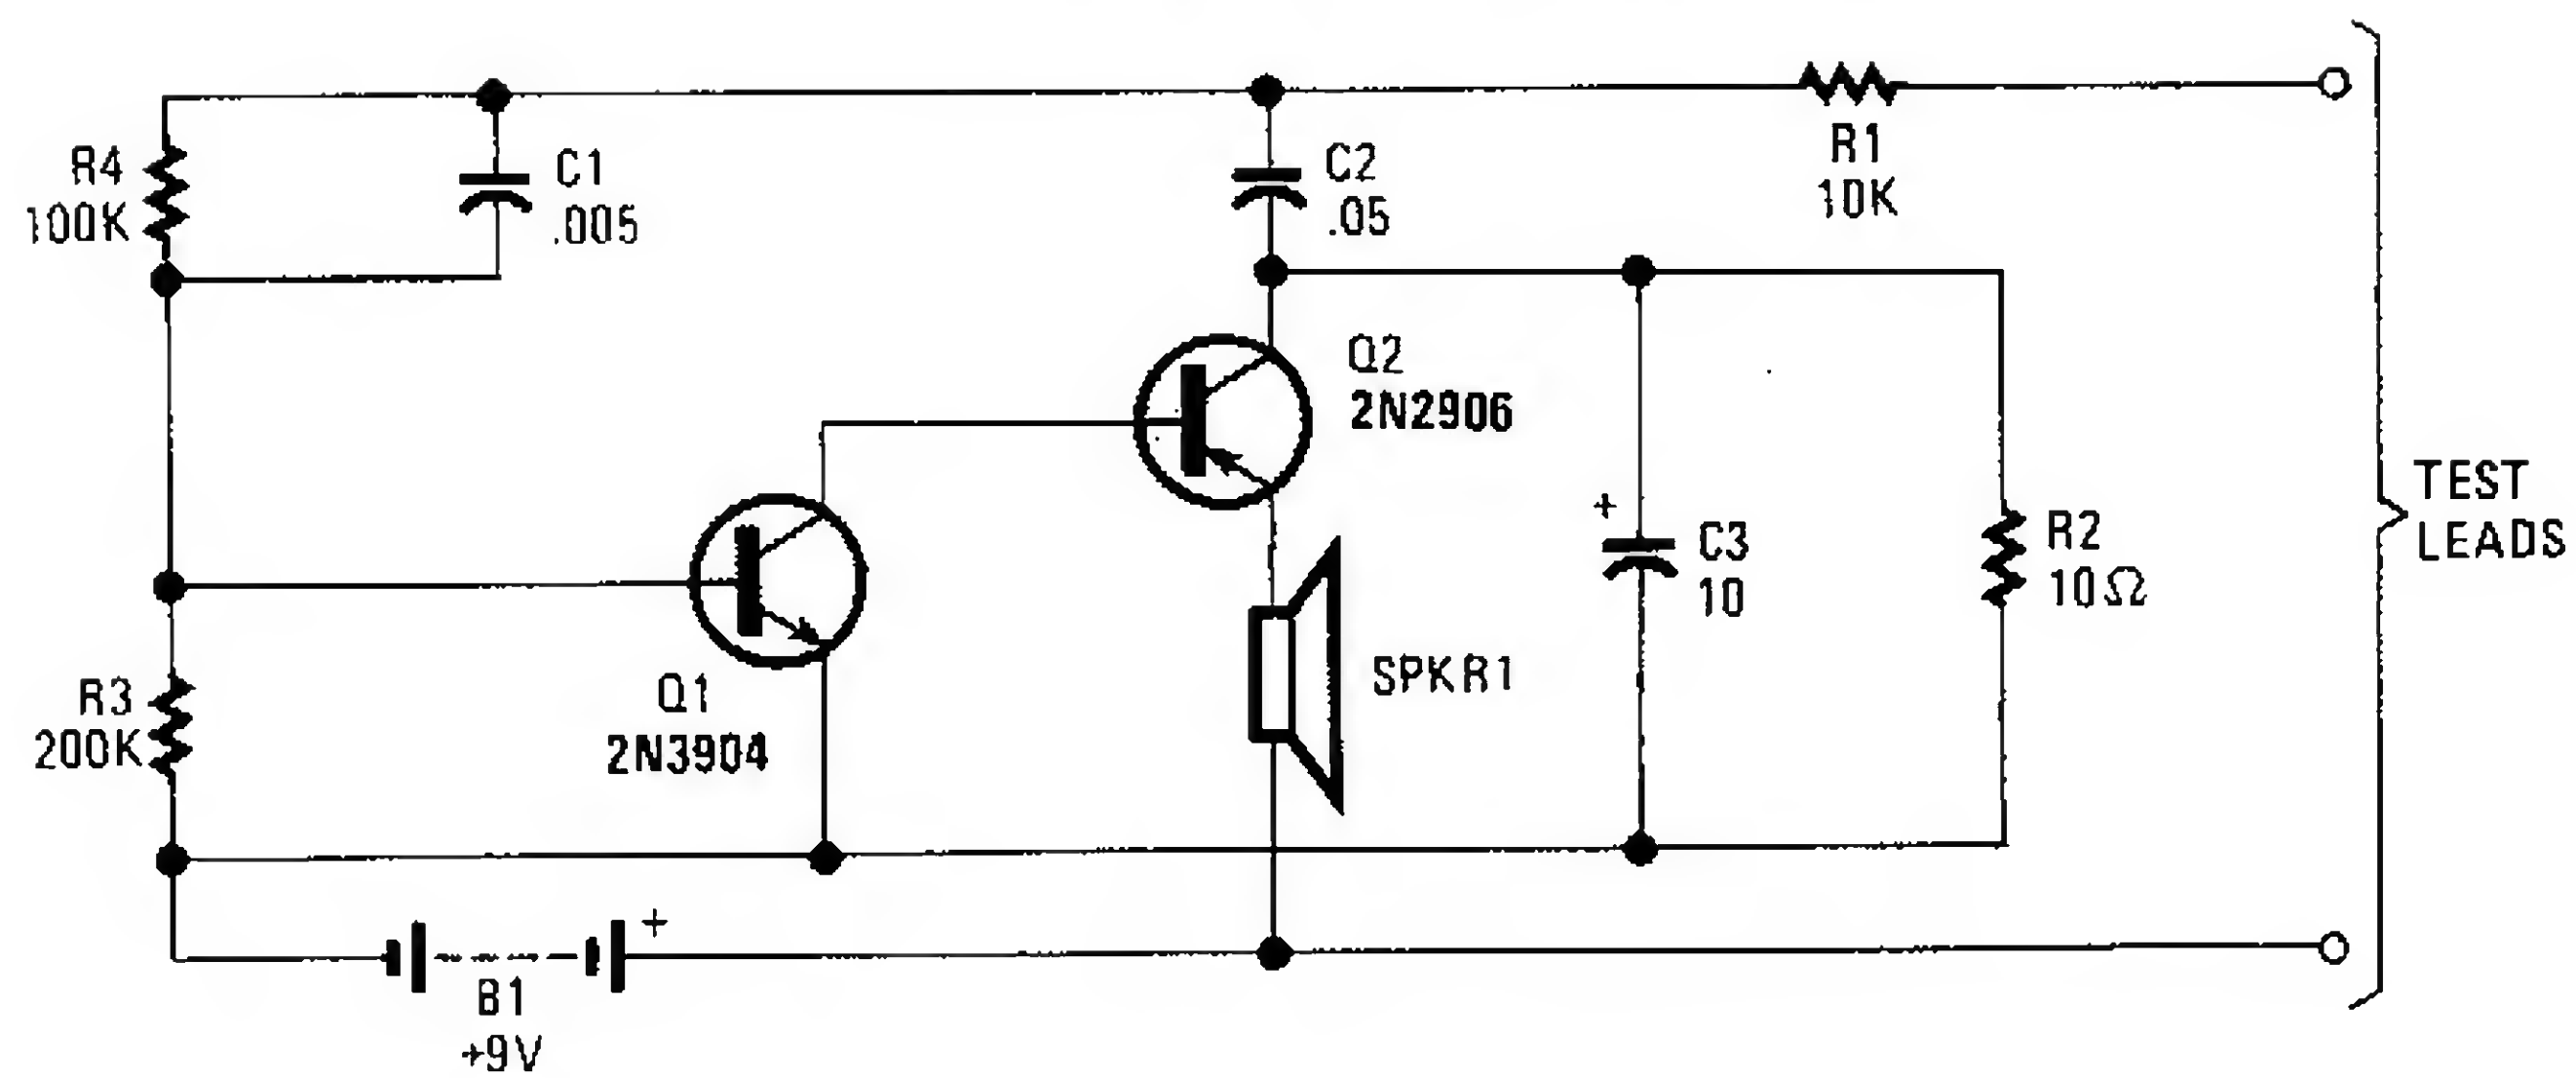 R4
100K
C1
.005
C2
.05
R1
10K
Q2
2N2906
+
C3
10
R2
10Ω
TEST
LEADS
R3
200K
Q1
2N3904
SPKR1
+
B1
+9V